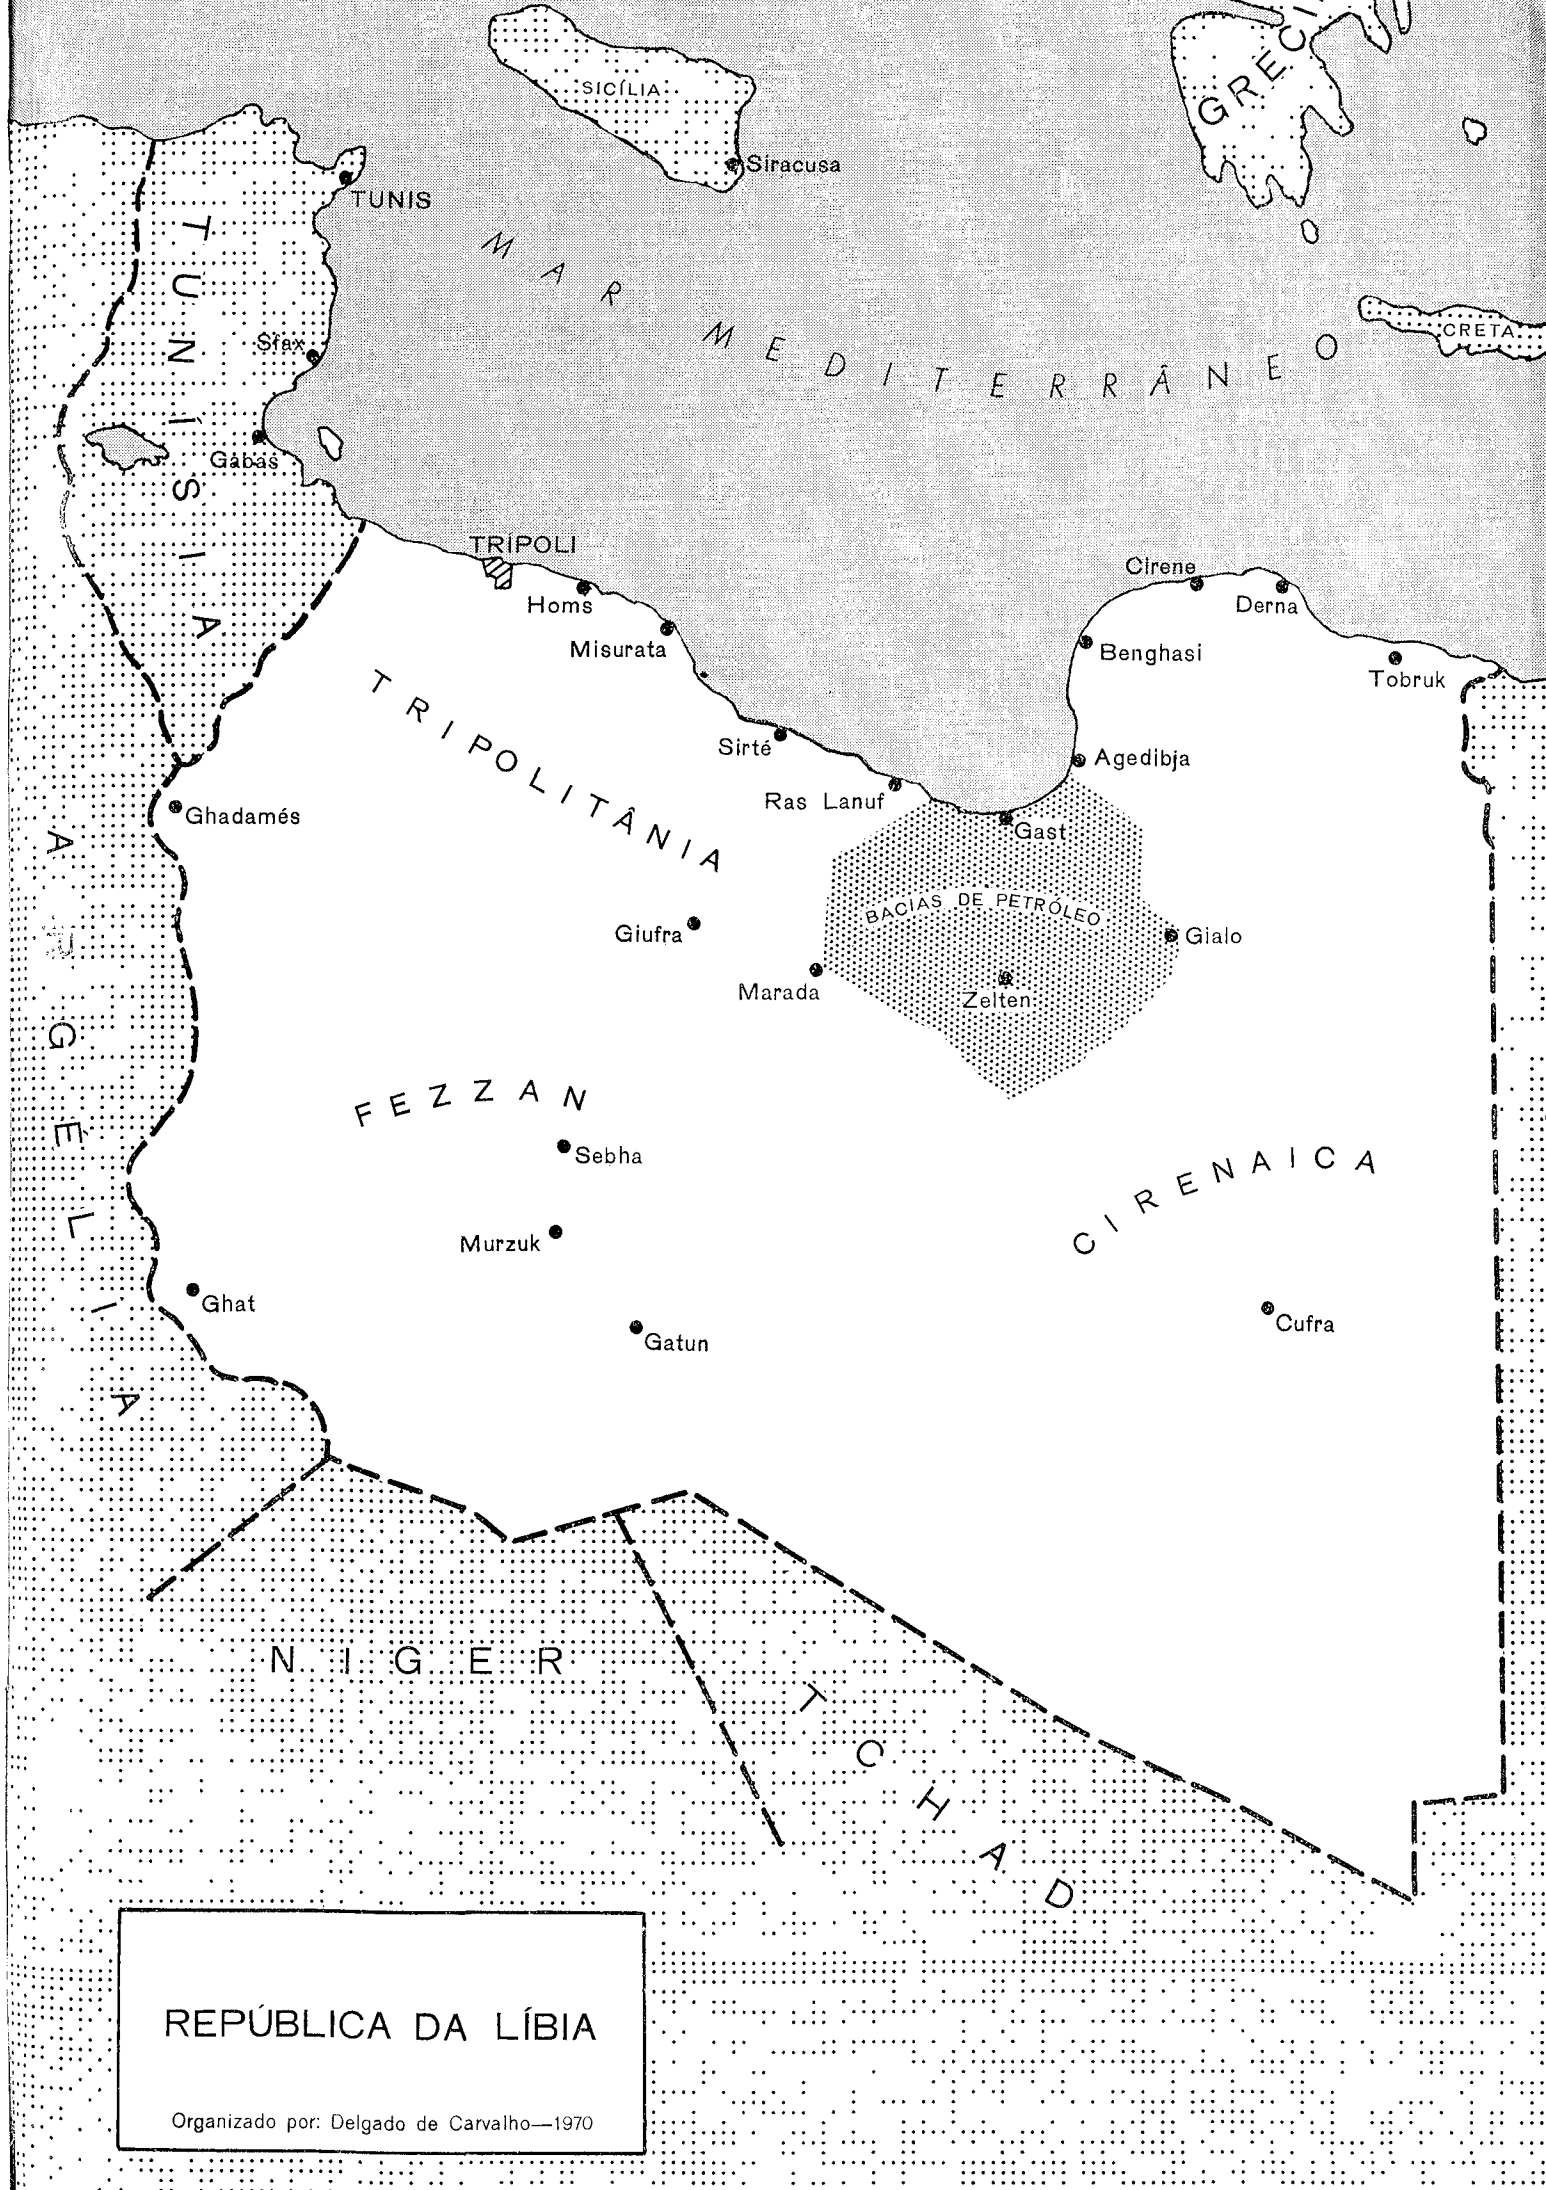 GRÉCI
SICÍLIA
Siracusa
TUNIS
TUNÍSIA
MAR MEDITERRÂNEO
CRETA
Sfax
Gabas
TRÍPOLI
Homs
Misurata
Cirene
Derna
Benghasi
Tobruk
TRIPOLITÂNIA
Sirté
Agedibja
Ras Lanuf
Gast
Ghadamés
ARGÉLIA
BACIAS DE PETRÓLEO
Giufra
Gialo
Marada
Zelten
FEZZAN
Sebha
CIRENAICA
Murzuk
Ghat
Cufra
Gatun
NIGER
TCHAD
REPÚBLICA DA LÍBIA
Organizado por: Delgado de Carvalho—1970